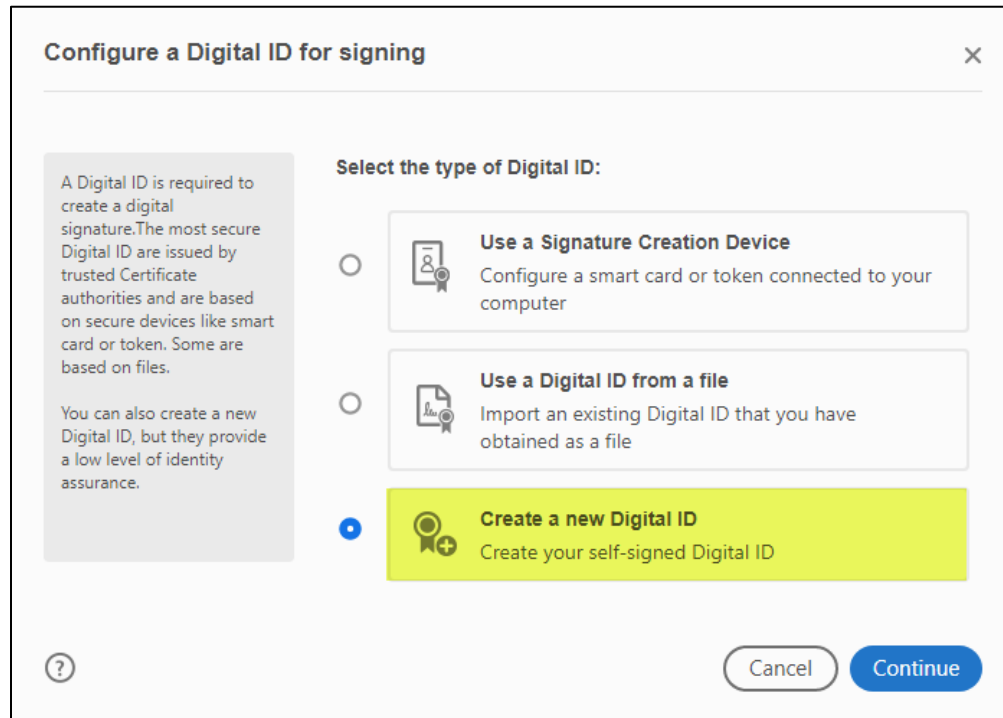 Configure a Digital ID for signing
A Digital ID is required to
create a digital
signature.The most secure
Digital ID are issued by
trusted Certificate
authorities and are based
on secure devices like smart
card or token. Some are
based on files.
You can also create a new
Digital ID, but they provide
a low level of identity
assurance.
Select the type of Digital ID:
Use a Signature Creation Device
Configure a smart card or token connected to your
computer
Use a Digital ID from a file
Import an existing Digital ID that you have
obtained as a file
Create a new Digital ID
Create your self-signed Digital ID
?
Cancel
Continue